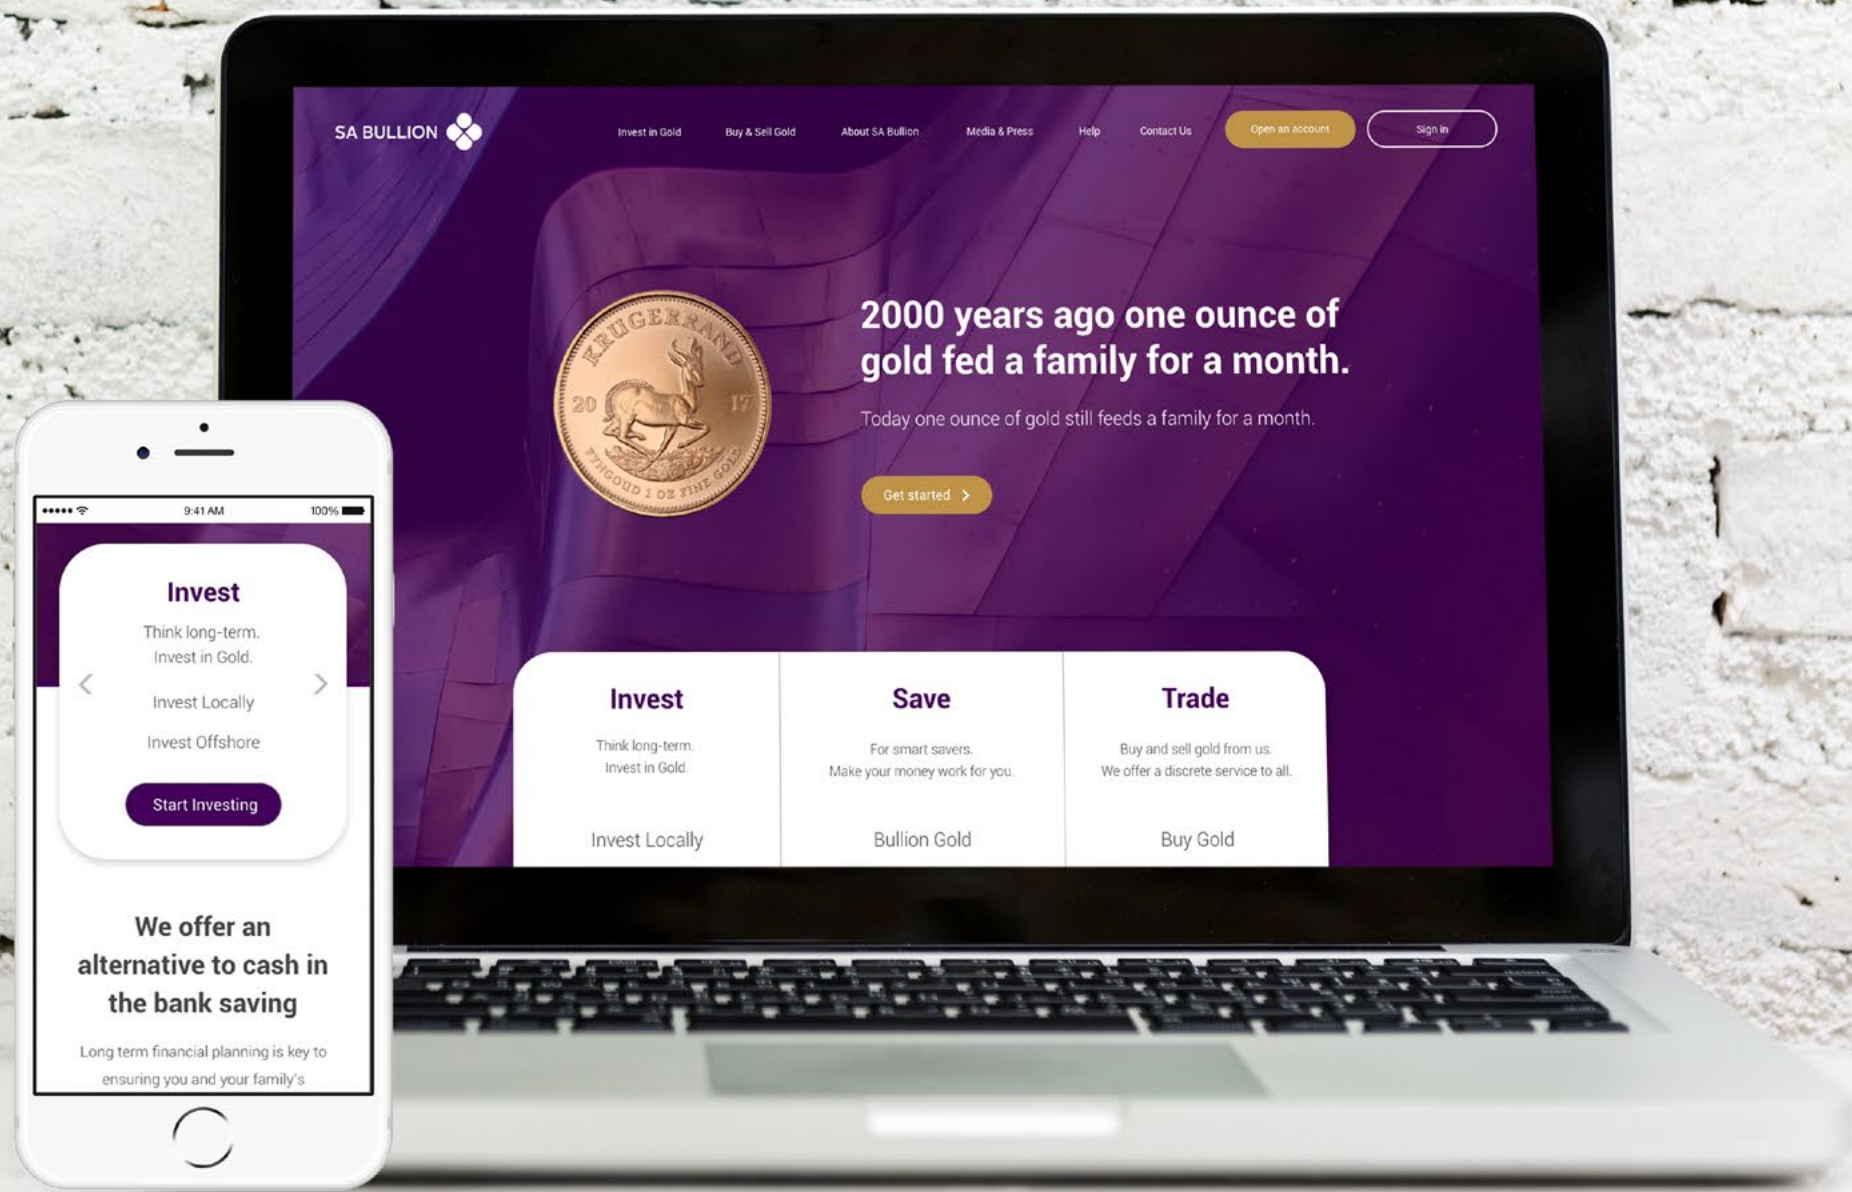 SA BULLION
Invest in Gold
Buy & Sell Gold
About SA Bullion
Media & Press
Help
Contact Us
Open an account
Sign in
KRUGERRAND
20 17
FYNGOUD 1 OZ FINE GOLD
2000 years ago one ounce of
gold fed a family for a month.
Today one ounce of gold still feeds a family for a month.
Get started
Invest
Think long-term.
Invest in Gold.
Invest Locally
Save
For smart savers.
Make your money work for you.
Bullion Gold
Trade
Buy and sell gold from us.
We offer a discrete service to all.
Buy Gold
9:41 AM
100%
Invest
Think long-term.
Invest in Gold.
Invest Locally
Invest Offshore
Start Investing
We offer an
alternative to cash in
the bank saving
Long term financial planning is key to
ensuring you and your family's